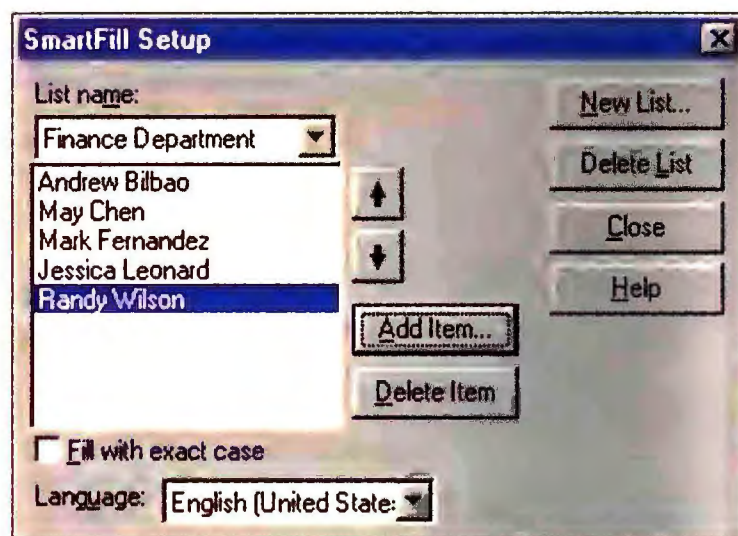 SmartFill Setup
List name:
Finance Department
Andrew Bilbao
May Chen
Mark Fernandez
Jessica Leonard
Randy Wilson
Add Item...
Delete Item
Fill with exact case
Language: English (United State:
New List...
Delete List
Close
Help